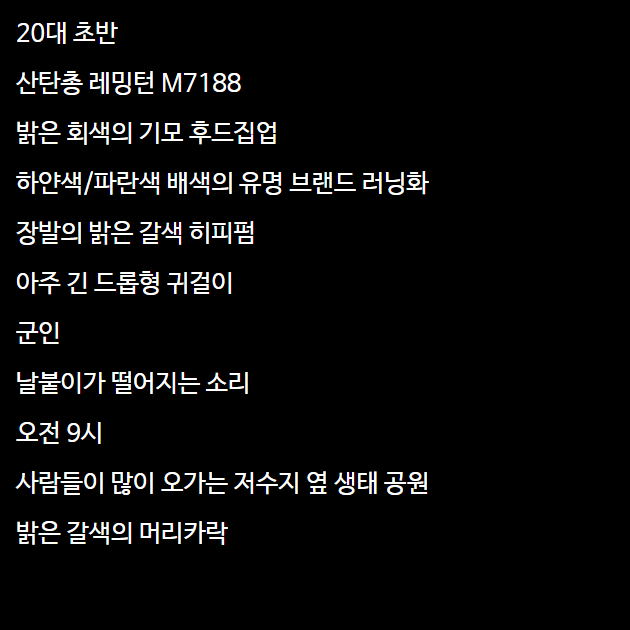 20대 초반
산탄총 레밍턴 M7188
밝은 회색의 기모 후드집업
하얀색/파란색 배색의 유명 브랜드 러닝화
장발의 밝은 갈색 히피펌
아주 긴 드롭형 귀걸이
군인
날붙이가 떨어지는 소리
오전 9시
사람들이 많이 오가는 저수지 옆 생태 공원
밝은 갈색의 머리카락